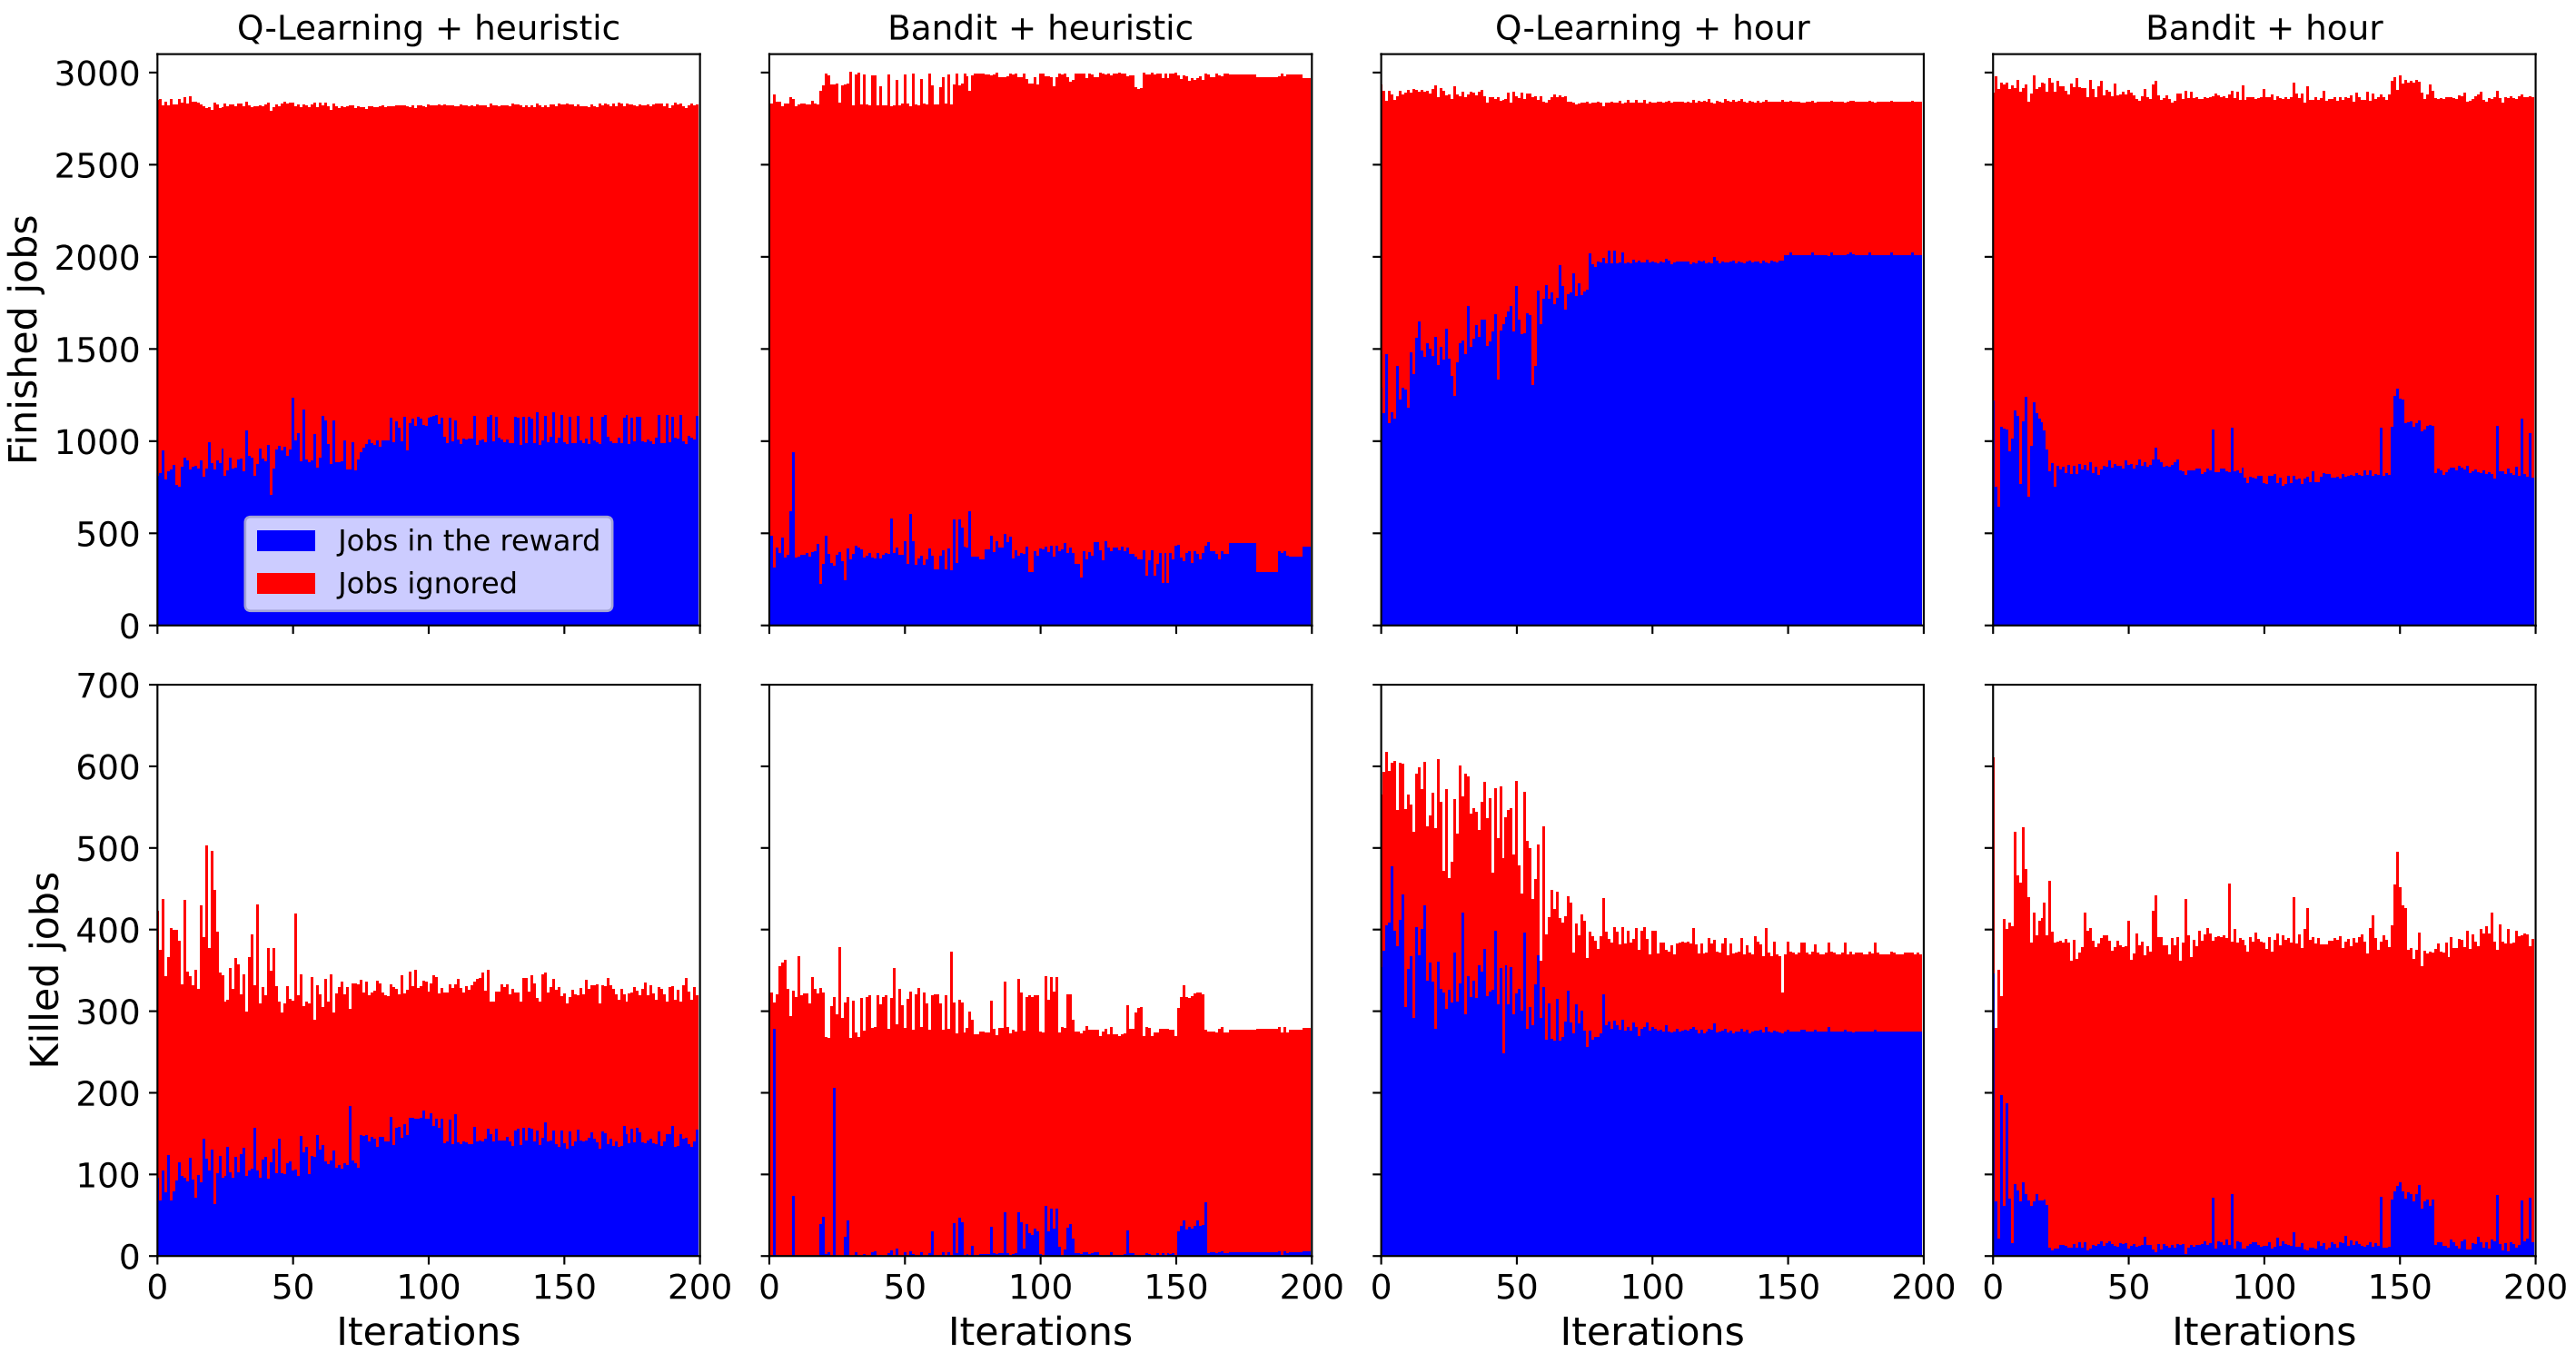 Q-Learning + heuristic
Bandit + heuristic
Q-Learning + hour
Bandit + hour
Finished jobs
3000
2500
2000
1500
1000
500
0
Jobs in the reward
Jobs ignored
Killed jobs
700
600
500
400
300
200
100
0
0 50 100 150 200
0 50 100 150 200
0 50 100 150 200
0 50 100 150 200
Iterations
Iterations
Iterations
Iterations